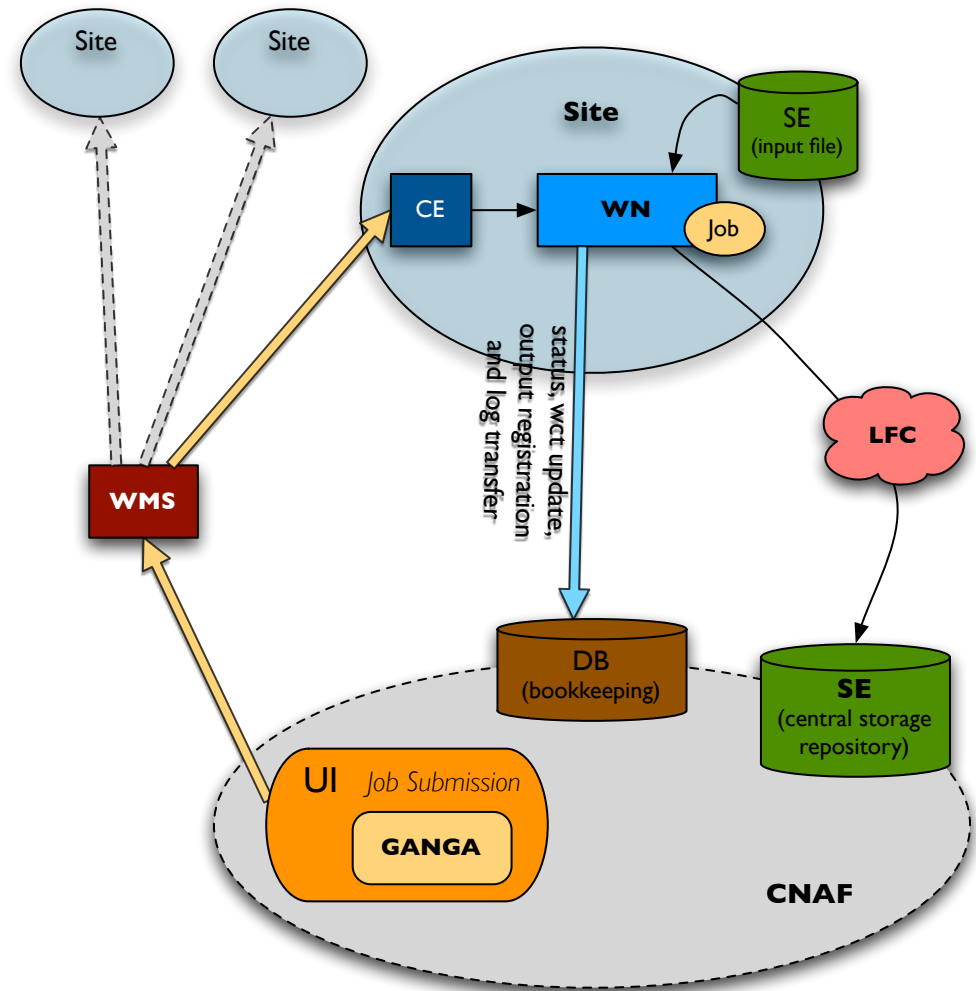 Site
Site
Site
SE
(input file)
CE
WN
Job
status, wct update,
output registration
and log transfer
LFC
WMS
DB
(bookkeeping)
SE
(central storage
repository)
UI
Job Submission
GANGA
CNAF